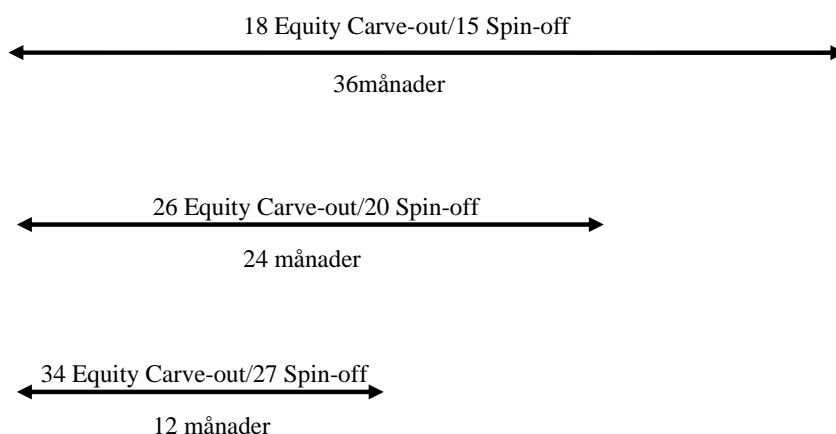 18 Equity Carve-out/15 Spin-off
36månader
26 Equity Carve-out/20 Spin-off
24 månader
34 Equity Carve-out/27 Spin-off
12 månader